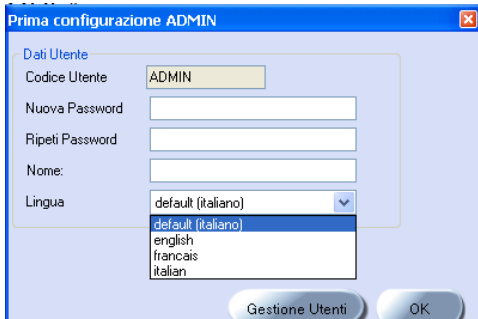 Prima configurazione ADMIN
Dati Utente
Codice Utente ADMIN
Nuova Password
Ripeti Password
Nome:
Lingua default (italiano)
default (italiano)
english
francais
italian
Gestione Utenti OK